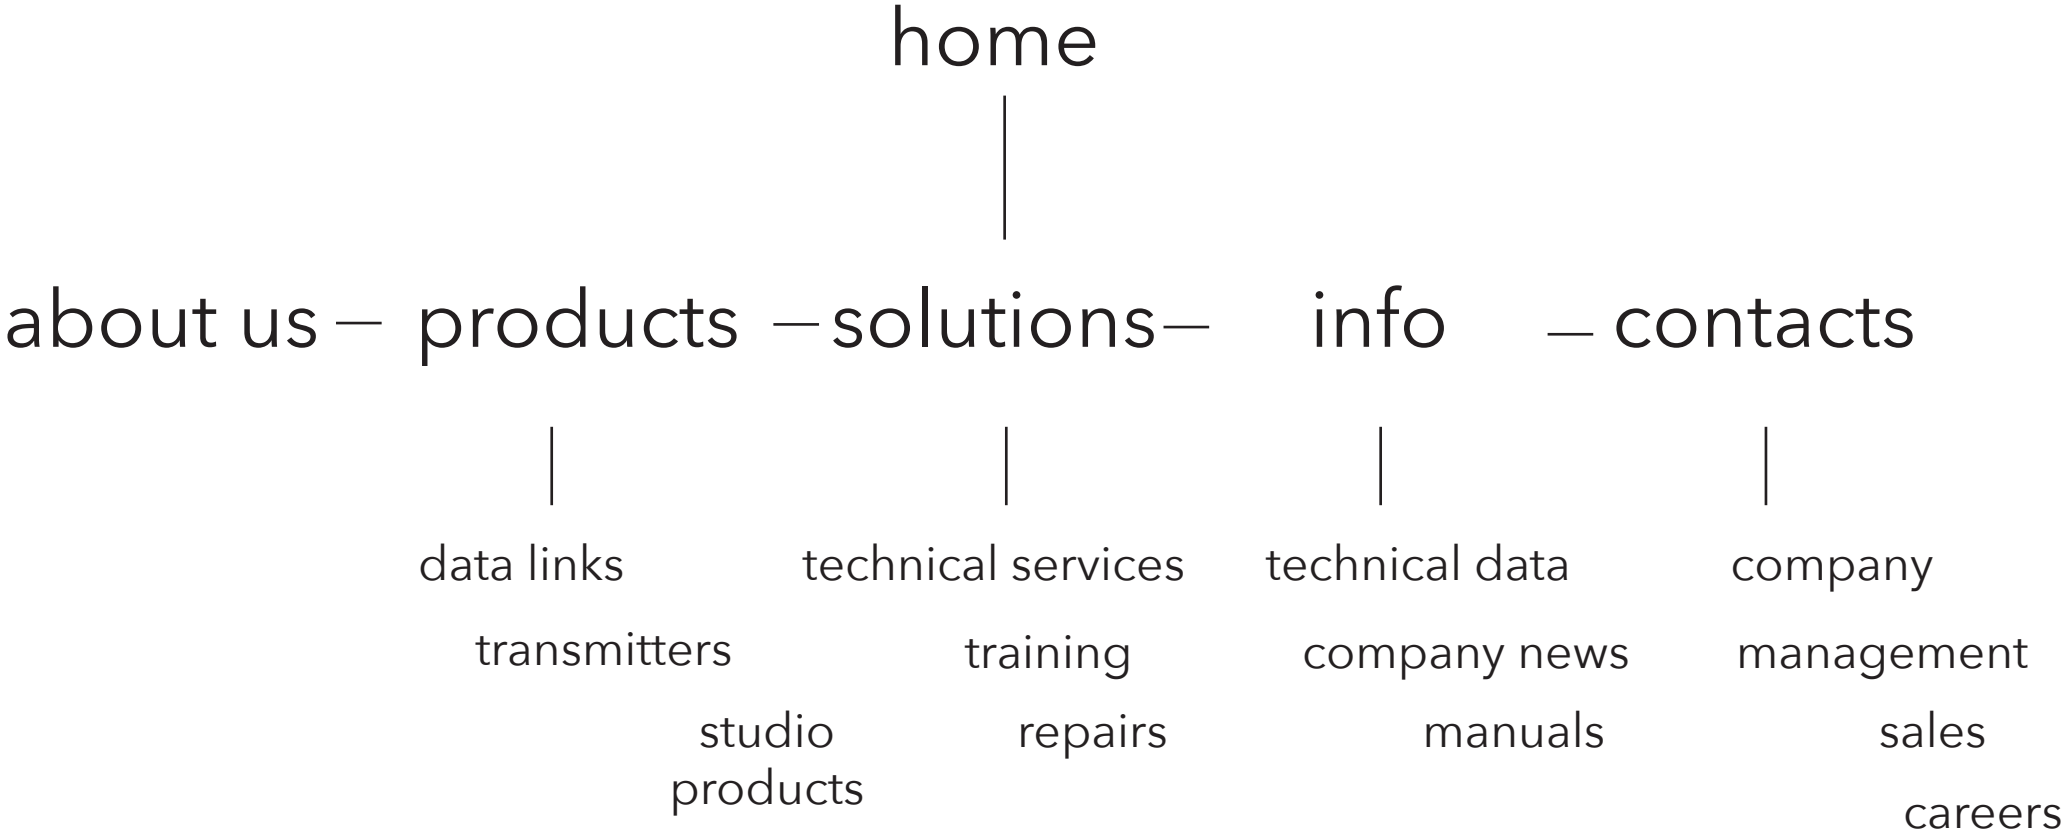 home
about us – products – solutions – info – contacts
data links technical services technical data company
transmitters training company news management
studio repairs manuals sales
products
careers